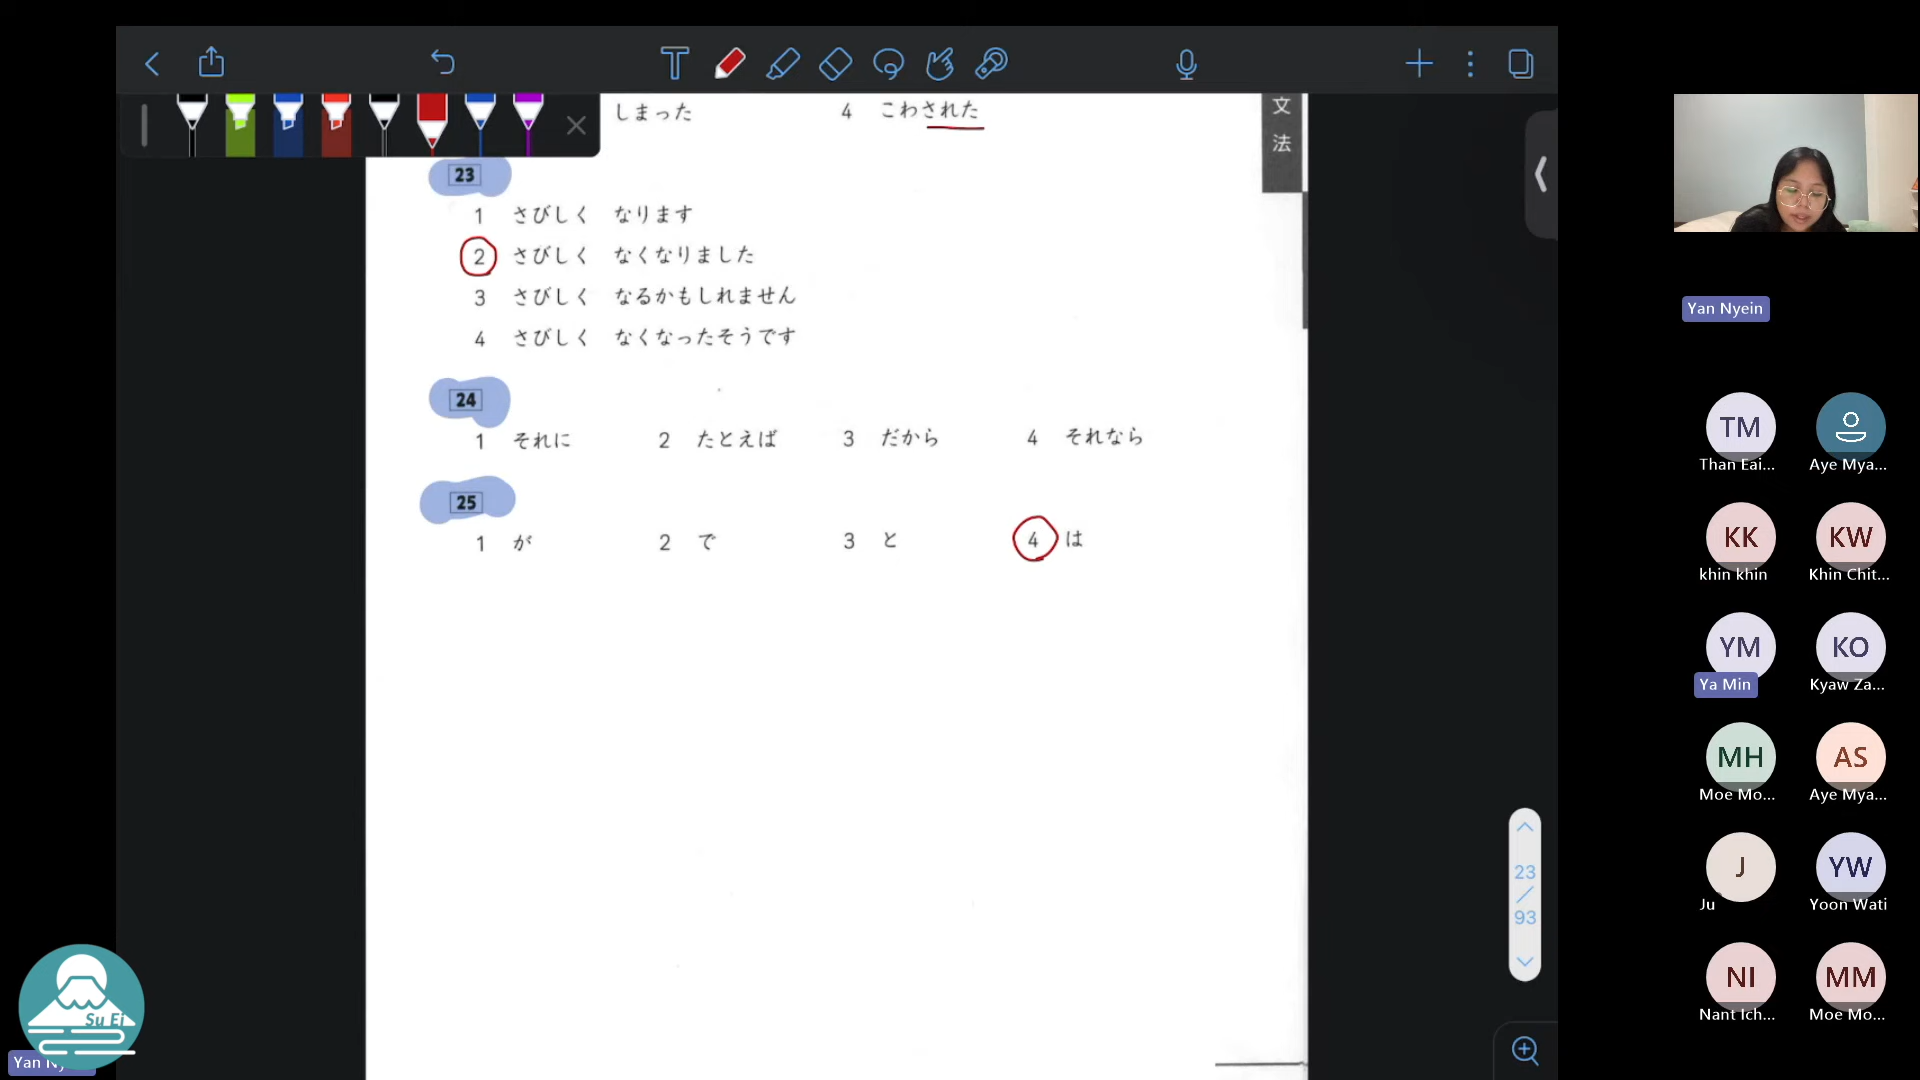 しまった 4 こわされた
文
法
23
1 さびしく なります
2 さびしく なくなりました
3 さびしく なるかもしれません
4 さびしく なくなったそうです
24
1 それに 2 たとえば 3 だから 4 それなら
25
1 が 2 で 3 と 4 は
23
/
93
Su Ei
Yan Nyein
TM
Than Eai...
Aye Mya...
KK KW
khin khin Khin Chit...
YM KO
Ya Min Kyaw Za...
MH AS
Moe Mo... Aye Mya...
J YW
Ju Yoon Wati
NI MM
Nant Ich... Moe Mo...